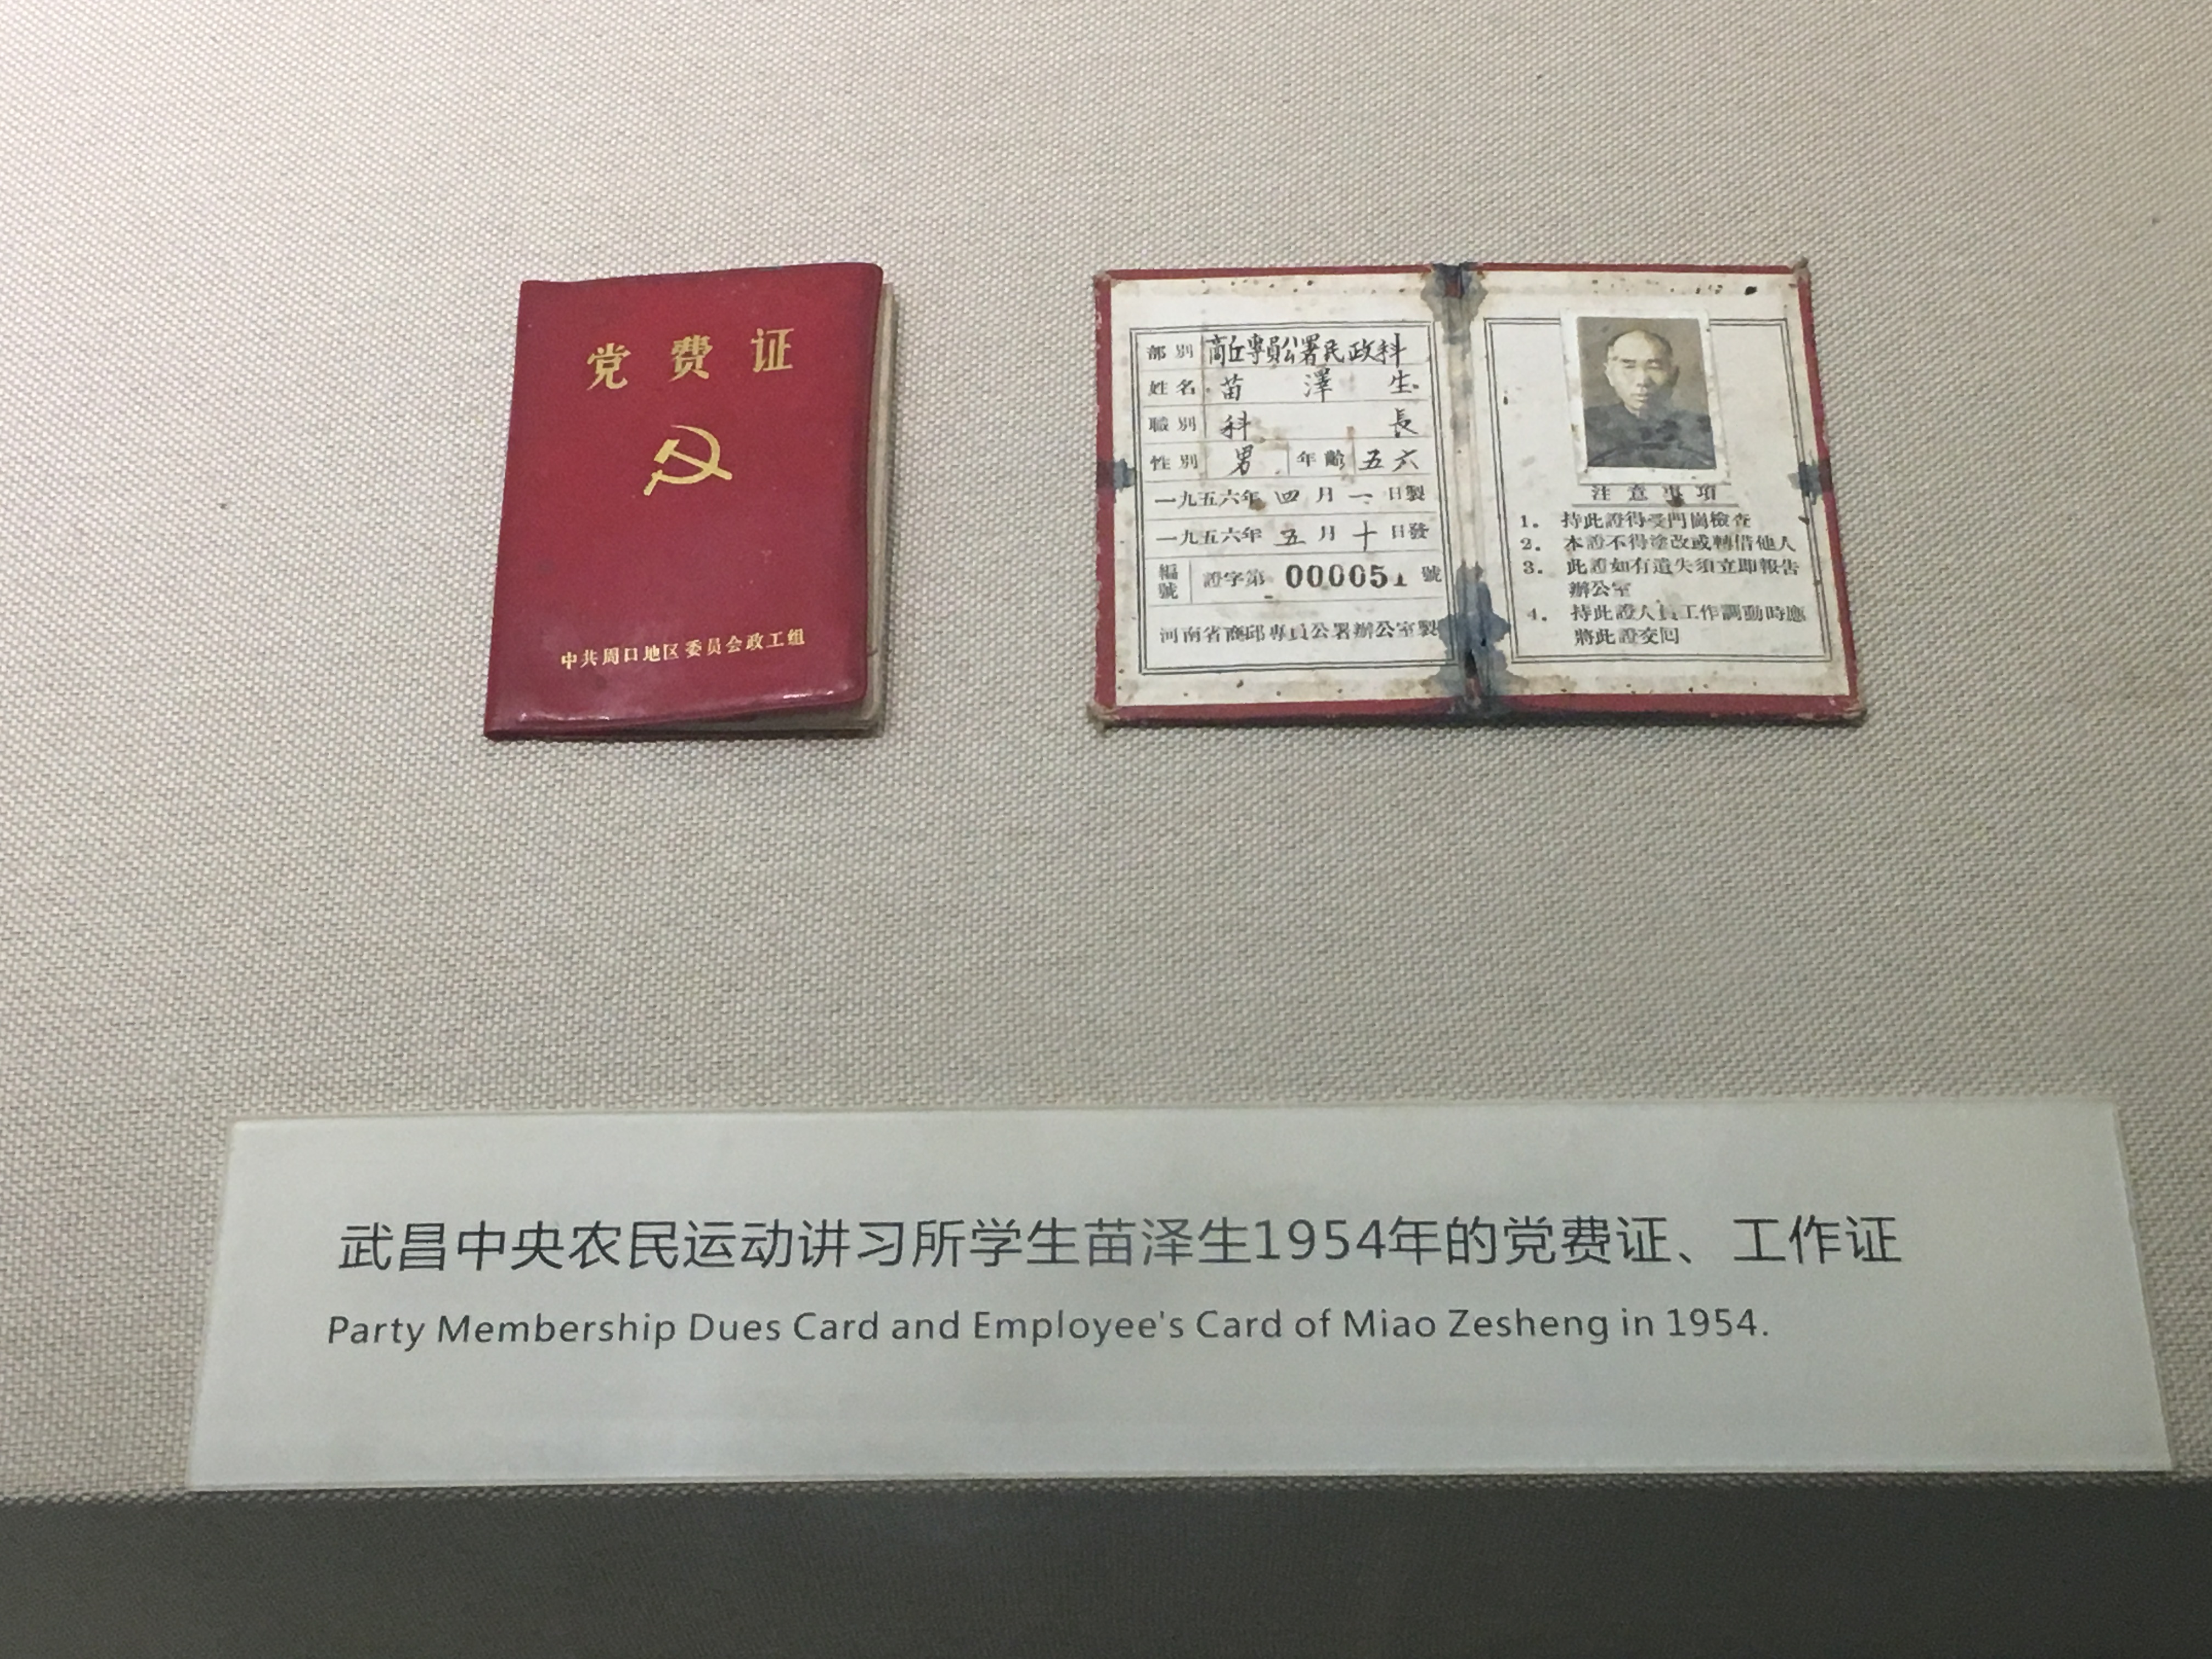 党费证
中共周口地区委员会政工组
部别 商丘專員公署民政科
姓名 苗澤生
職別 科長
性别 男 年齡 五六
一九五六年四月一日製
一九五六年五月十日發
編號 證字第 000051 號
河南省商邱專員公署辦公室製
注意事項
1. 持此證得受門崗檢查
2. 本證不得塗改或轉借他人
3. 此證如有遺失須立即報告
辦公室
4. 持此證人員工作調動時應
將此證交回
武昌中央农民运动讲习所学生苗泽生1954年的党费证、工作证
Party Membership Dues Card and Employee's Card of Miao Zesheng in 1954.